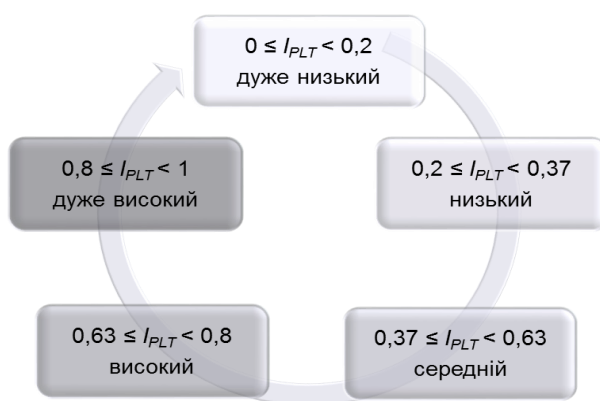 0 ≤ I_PLT < 0,2
дуже низький
0,2 ≤ I_PLT < 0,37
низький
0,37 ≤ I_PLT < 0,63
середній
0,63 ≤ I_PLT < 0,8
високий
0,8 ≤ I_PLT < 1
дуже високий